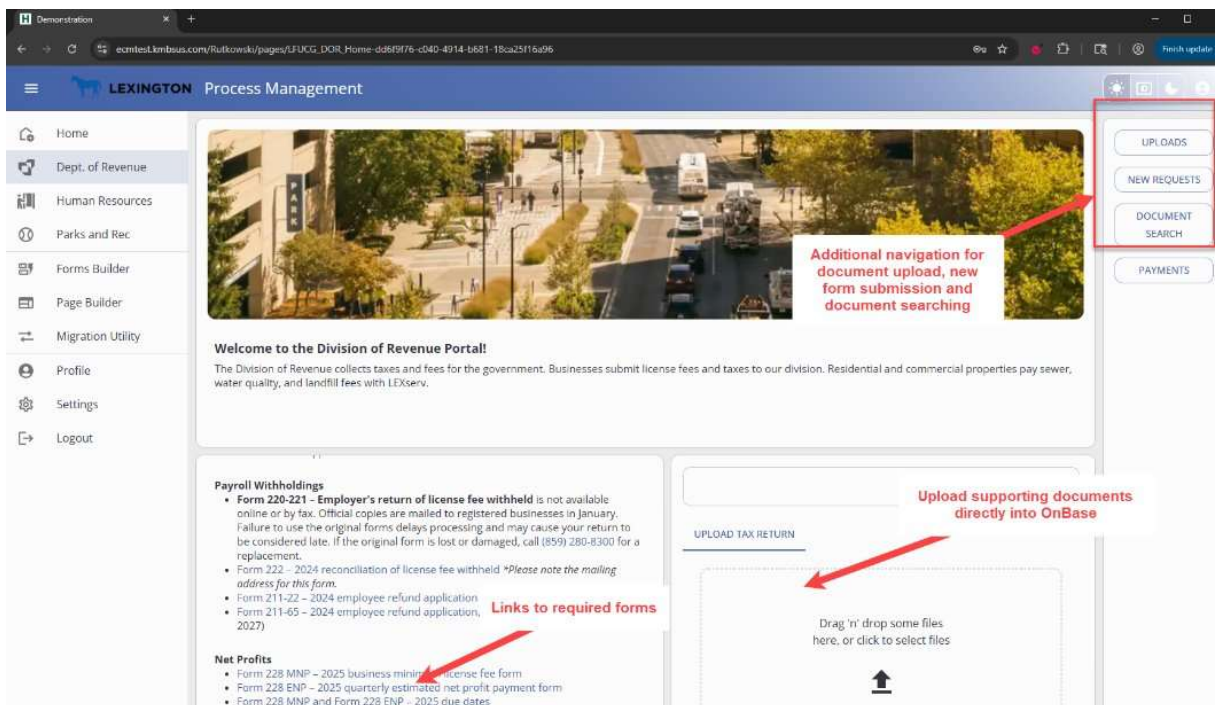 Demonstration
ecmtest.kmbsus.com/Rutkowski/pages/LFUCG_DOR_Home-dd6f9f76-c040-4914-b681-18ca25f16a96
Finish update
LEXINGTON Process Management
Home
Dept. of Revenue
Human Resources
Parks and Rec
Forms Builder
Page Builder
Migration Utility
Profile
Settings
Logout
PARK
UPLOADS
NEW REQUESTS
DOCUMENT
SEARCH
PAYMENTS
Additional navigation for
document upload, new
form submission and
document searching
Welcome to the Division of Revenue Portal!
The Division of Revenue collects taxes and fees for the government. Businesses submit license fees and taxes to our division. Residential and commercial properties pay sewer,
water quality, and landfill fees with LEXserv.
Payroll Withholdings
• Form 220-221 – Employer's return of license fee withheld is not available
online or by fax. Official copies are mailed to registered businesses in January.
Failure to use the original forms delays processing and may cause your return to
be considered late. If the original form is lost or damaged, call (859) 280-8300 for a
replacement.
• Form 222 – 2024 reconciliation of license fee withheld *Please note the mailing
address for this form.
• Form 211-22 – 2024 employee refund application
• Form 211-65 – 2024 employee refund application,
2027)
Links to required forms
Net Profits
• Form 228 MNP – 2025 business license fee form
• Form 228 ENP – 2025 quarterly estimated net profit payment form
• Form 228 MNP and Form 228 ENP – 2025 due dates
Upload supporting documents
directly into OnBase
UPLOAD TAX RETURN
Drag 'n' drop some files
here, or click to select files